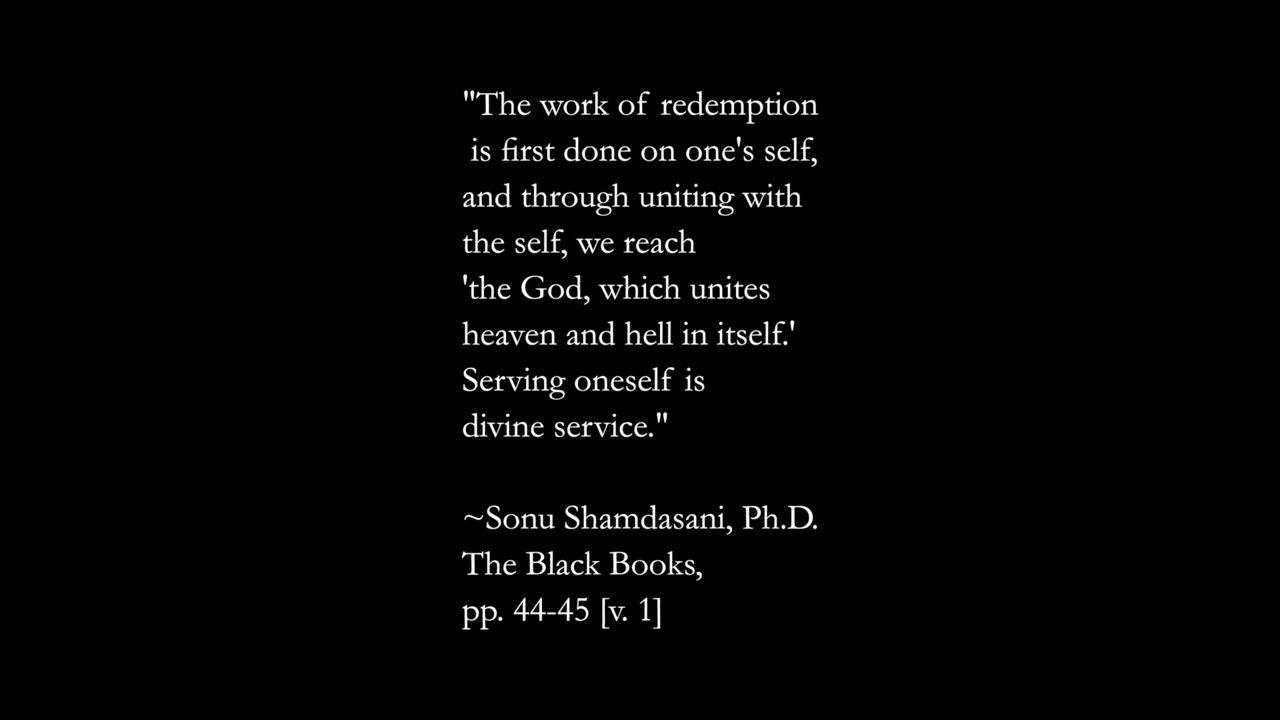 "The work of redemption
is first done on one's self,
and through uniting with
the self, we reach
'the God, which unites
heaven and hell in itself.'
Serving oneself is
divine service."
~Sonu Shamdasani, Ph.D.
The Black Books,
pp. 44-45 [v. 1]